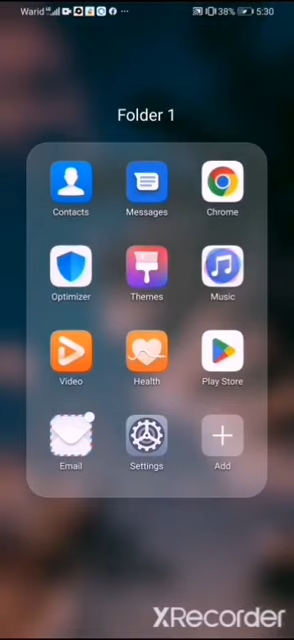 Warid 38% 5:30
Folder 1
Contacts Messages Chrome
Optimizer Themes Music
Video Health Play Store
Email Settings Add
XRecorder